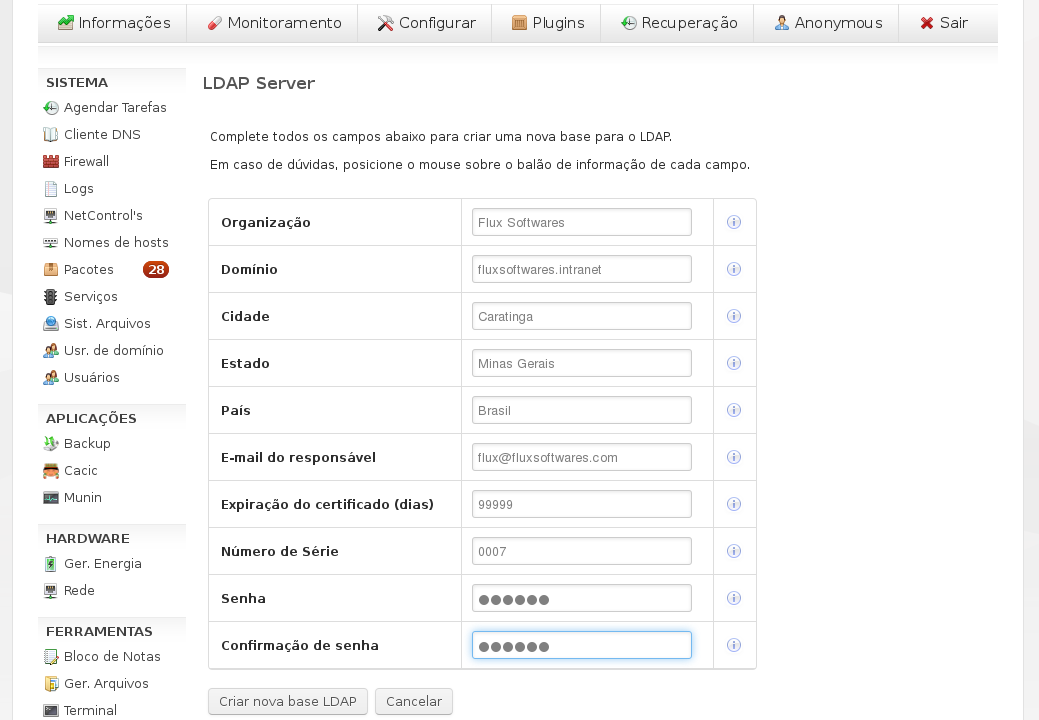 Informações Monitoramento Configurar Plugins Recuperação Anonymous Sair
SISTEMA
Agendar Tarefas
Cliente DNS
Firewall
Logs
NetControl's
Nomes de hosts
Pacotes 28
Serviços
Sist. Arquivos
Usr. de domínio
Usuários
APLICAÇÕES
Backup
Cacic
Munin
HARDWARE
Ger. Energia
Rede
FERRAMENTAS
Bloco de Notas
Ger. Arquivos
Terminal
LDAP Server
Complete todos os campos abaixo para criar uma nova base para o LDAP.
Em caso de dúvidas, posicione o mouse sobre o balão de informação de cada campo.
Organização Flux Softwares
Domínio fluxsoftwares.intranet
Cidade Caratinga
Estado Minas Gerais
País Brasil
E-mail do responsável flux@fluxsoftwares.com
Expiração do certificado (dias) 99999
Número de Série 0007
Senha ●●●●●●
Confirmação de senha ●●●●●●
Criar nova base LDAP Cancelar